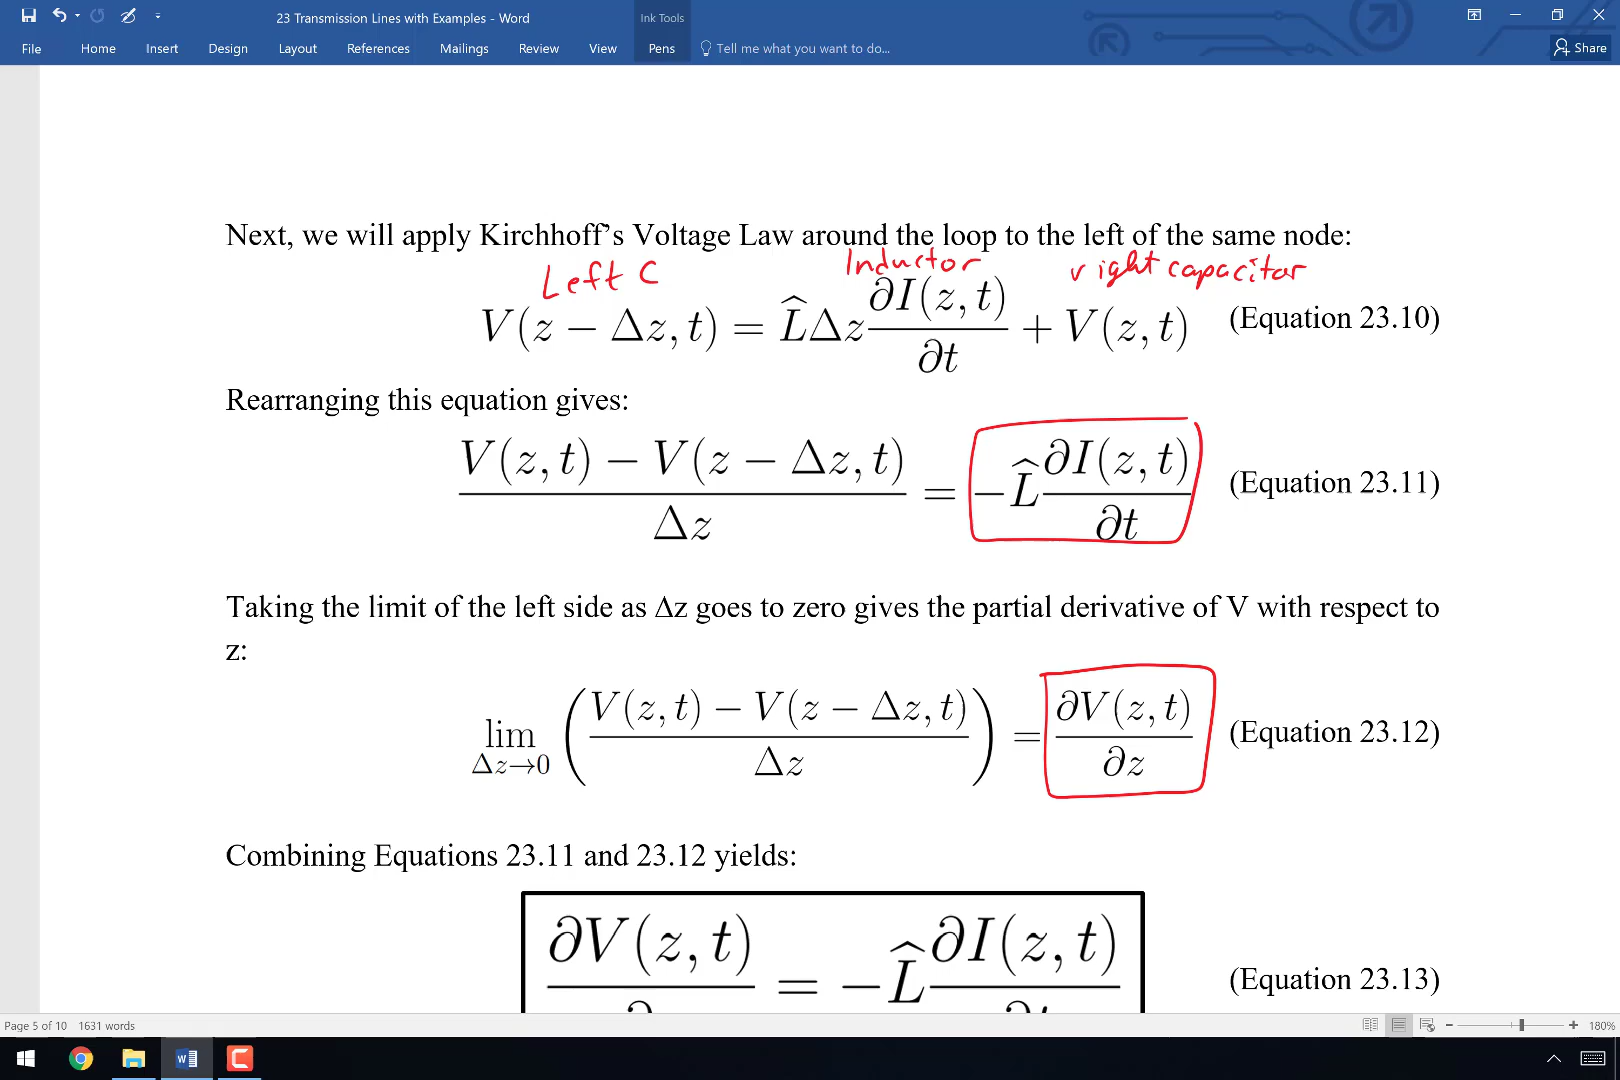 23 Transmission Lines with Examples - Word
Ink Tools
File Home Insert Design Layout References Mailings Review View Pens Tell me what you want to do... Share
Next, we will apply Kirchhoff's Voltage Law around the loop to the left of the same node:
Left C Inductor right capacitor
V(z − Δz, t) = L̂Δz ∂I(z, t)/∂t + V(z, t) (Equation 23.10)
Rearranging this equation gives:
V(z, t) − V(z − Δz, t)/Δz = −L̂ ∂I(z, t)/∂t (Equation 23.11)
Taking the limit of the left side as Δz goes to zero gives the partial derivative of V with respect to
z:
lim Δz→0 (V(z, t) − V(z − Δz, t)/Δz) = ∂V(z, t)/∂z (Equation 23.12)
Combining Equations 23.11 and 23.12 yields:
∂V(z, t) = −L̂ ∂I(z, t) (Equation 23.13)
Page 5 of 10 1631 words 180%